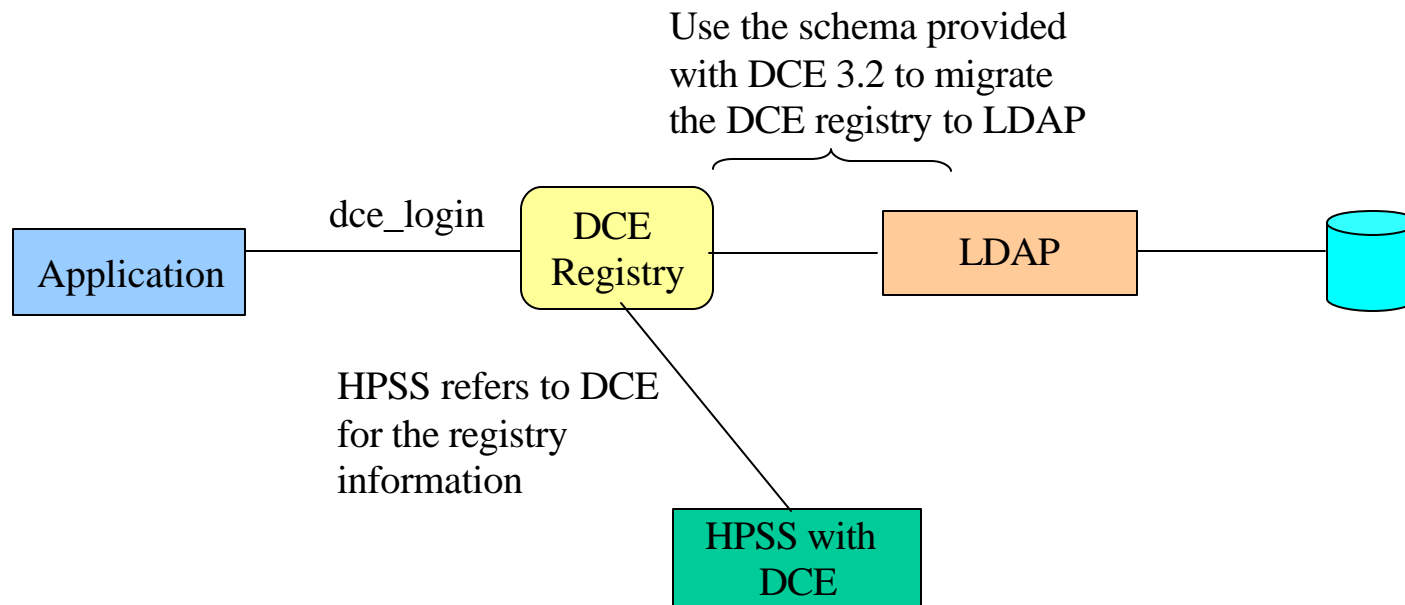 Use the schema provided
with DCE 3.2 to migrate
the DCE registry to LDAP
dce_login
Application
DCE
Registry
LDAP
HPSS refers to DCE
for the registry
information
HPSS with
DCE